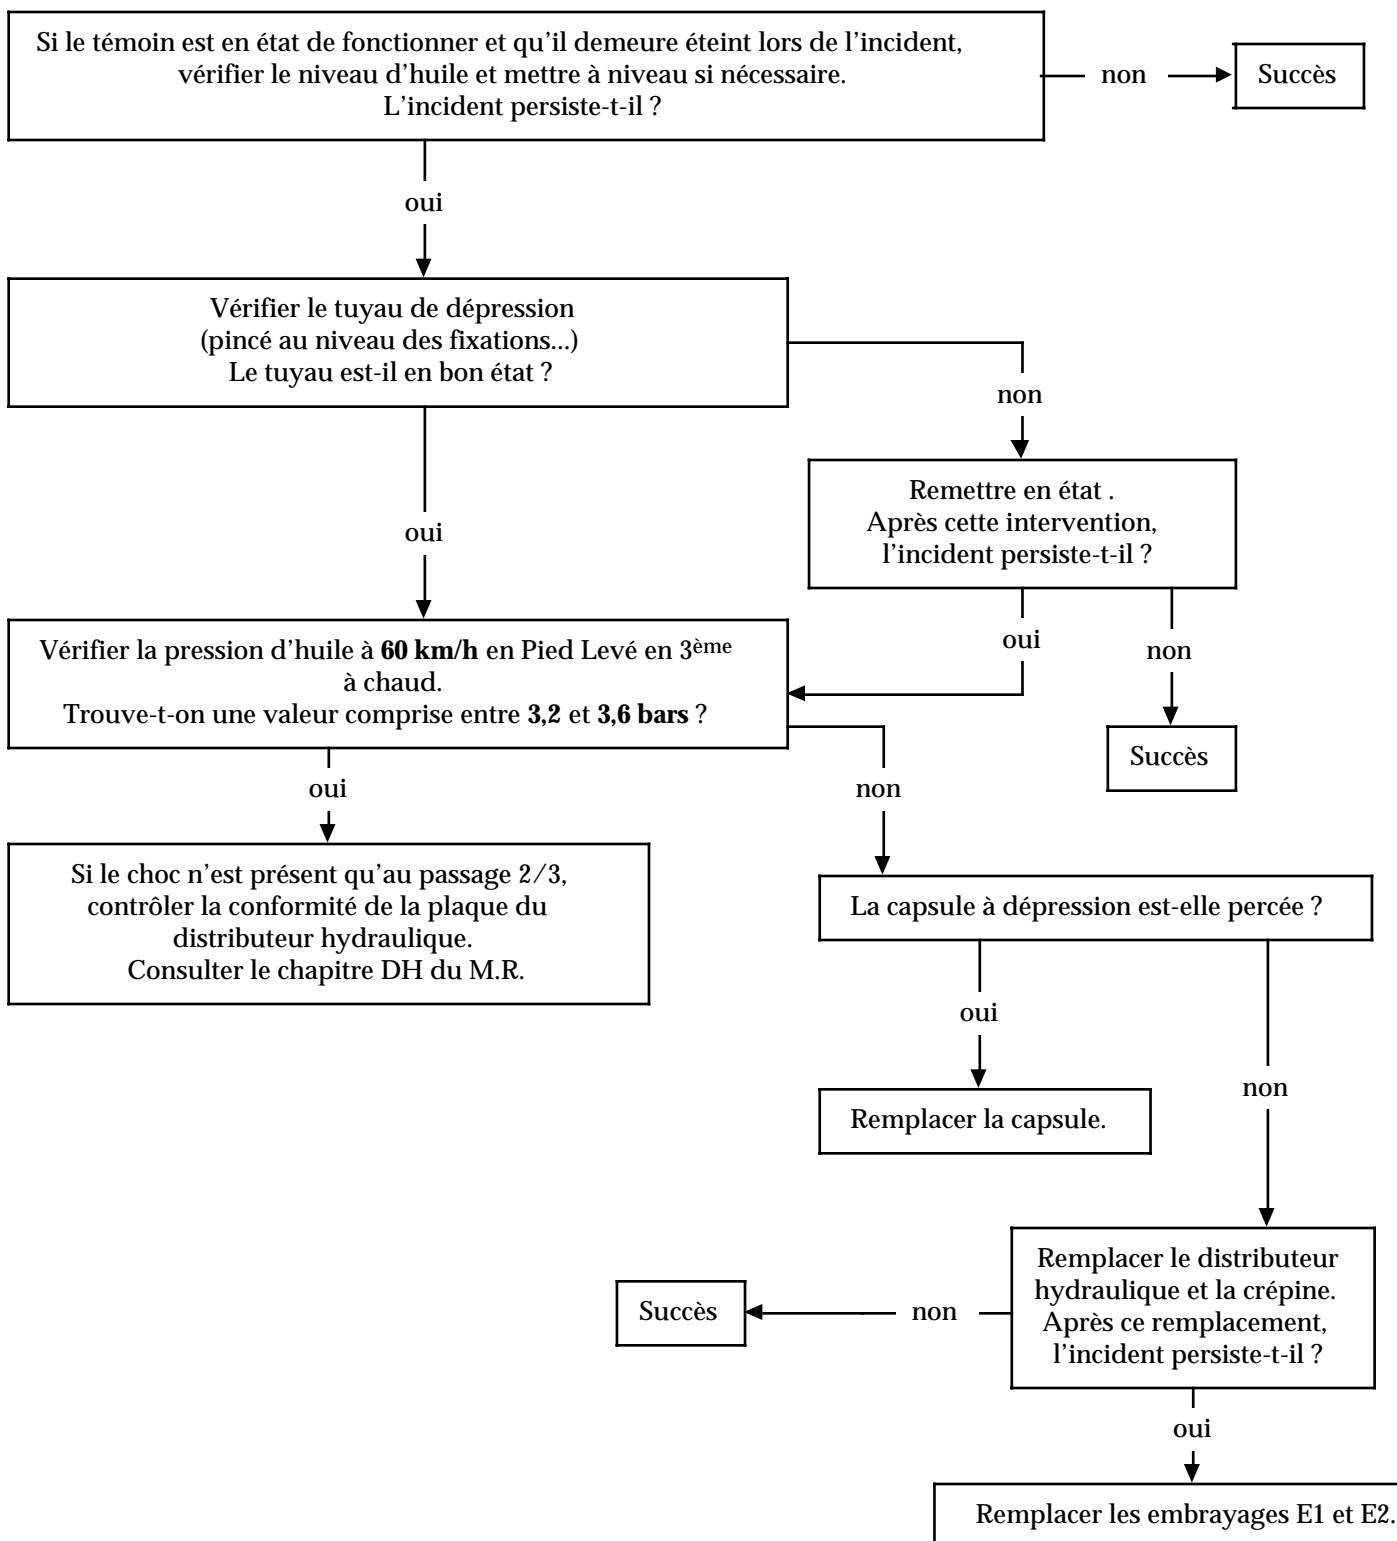 Si le témoin est en état de fonctionner et qu'il demeure éteint lors de l'incident,
vérifier le niveau d'huile et mettre à niveau si nécessaire.
L'incident persiste-t-il ?
non
Succès
oui
Vérifier le tuyau de dépression
(pincé au niveau des fixations...)
Le tuyau est-il en bon état ?
non
oui
Remettre en état .
Après cette intervention,
l'incident persiste-t-il ?
oui
non
Succès
Vérifier la pression d'huile à 60 km/h en Pied Levé en 3ème
à chaud.
Trouve-t-on une valeur comprise entre 3,2 et 3,6 bars ?
oui
non
Si le choc n'est présent qu'au passage 2/3,
contrôler la conformité de la plaque du
distributeur hydraulique.
Consulter le chapitre DH du M.R.
La capsule à dépression est-elle percée ?
oui
non
Remplacer la capsule.
Remplacer le distributeur
hydraulique et la crépine.
Après ce remplacement,
l'incident persiste-t-il ?
non
Succès
oui
Remplacer les embrayages E1 et E2.